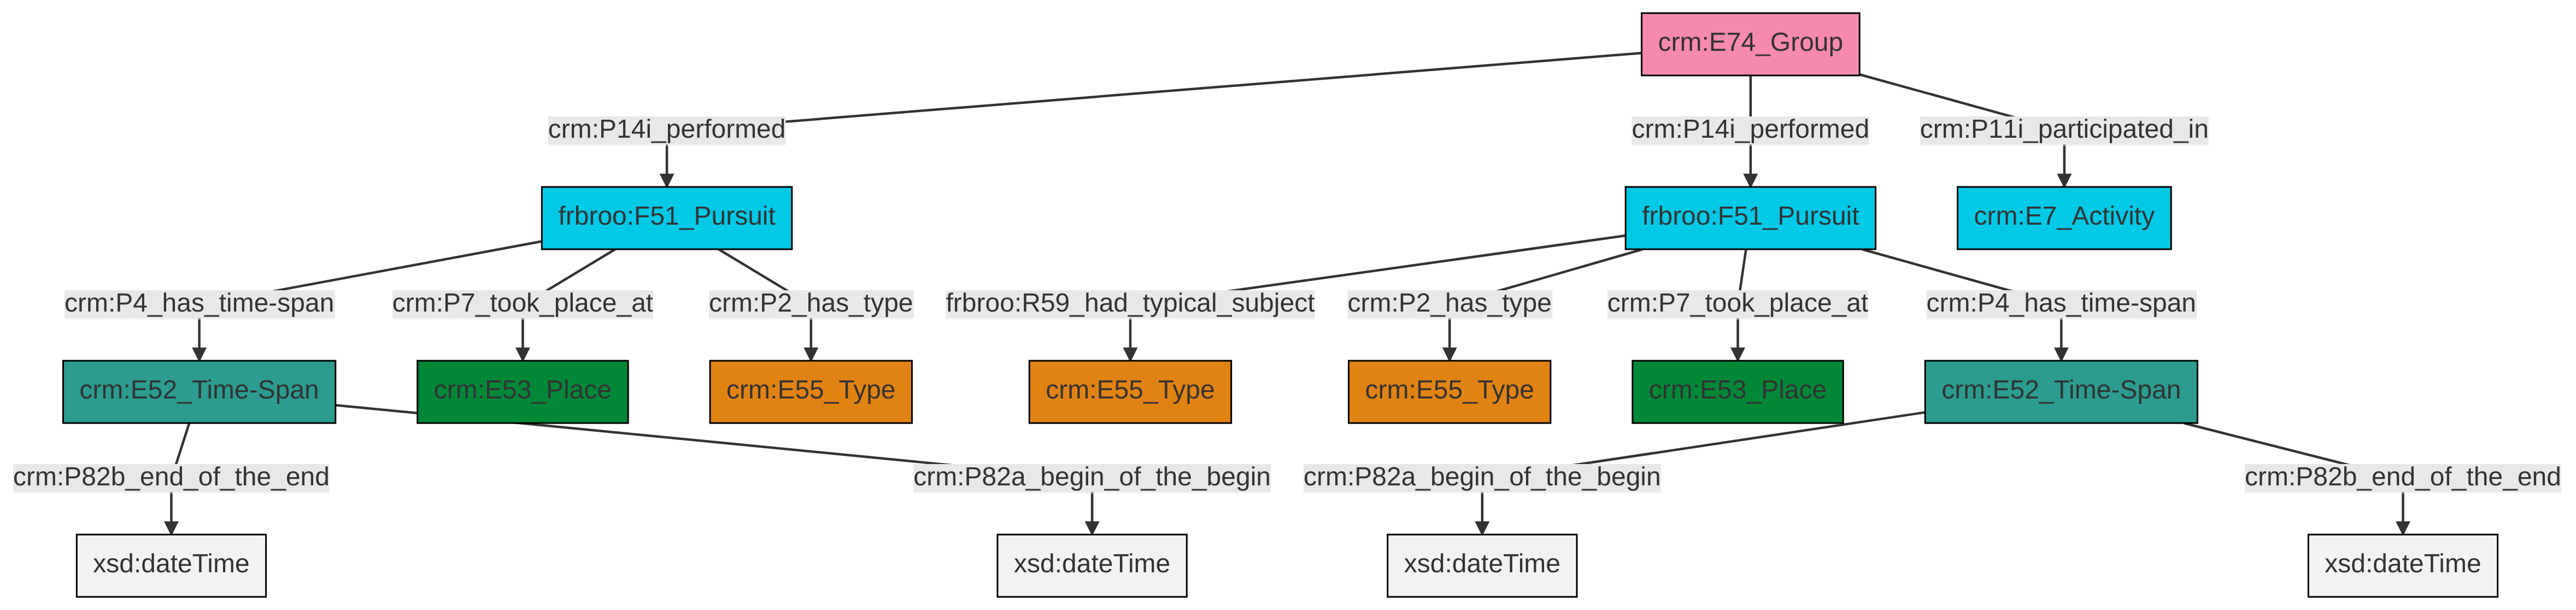 crm:E74_Group
crm:P14i_performed
crm:P14i_performed
crm:P11i_participated_in
frbroo:F51_Pursuit
frbroo:F51_Pursuit
crm:E7_Activity
crm:P4_has_time-span
crm:P7_took_place_at
crm:P2_has_type
frbroo:R59_had_typical_subject
crm:P2_has_type
crm:P7_took_place_at
crm:P4_has_time-span
crm:E52_Time-Span
crm:E53_Place
crm:E55_Type
crm:E55_Type
crm:E55_Type
crm:E53_Place
crm:E52_Time-Span
crm:P82b_end_of_the_end
crm:P82a_begin_of_the_begin
crm:P82a_begin_of_the_begin
crm:P82b_end_of_the_end
xsd:dateTime
xsd:dateTime
xsd:dateTime
xsd:dateTime